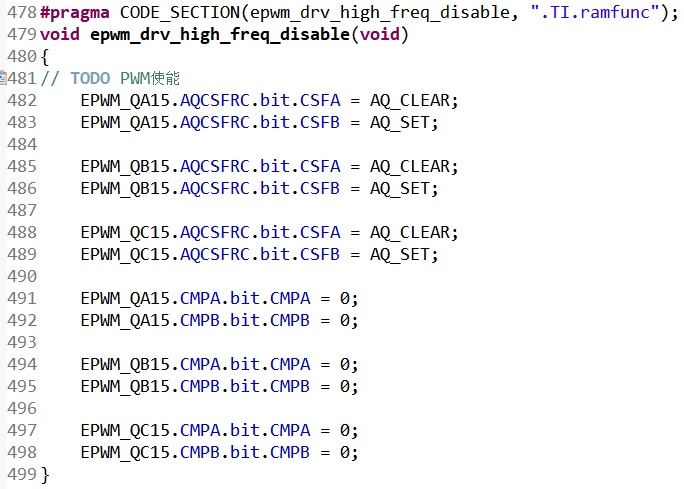 478 #pragma CODE_SECTION(epwm_drv_high_freq_disable, ".TI.ramfunc");
479 void epwm_drv_high_freq_disable(void)
480 {
481 // TODO PWM使能
482     EPWM_QA15.AQCSFRC.bit.CSFA = AQ_CLEAR;
483     EPWM_QA15.AQCSFRC.bit.CSFB = AQ_SET;
484
485     EPWM_QB15.AQCSFRC.bit.CSFA = AQ_CLEAR;
486     EPWM_QB15.AQCSFRC.bit.CSFB = AQ_SET;
487
488     EPWM_QC15.AQCSFRC.bit.CSFA = AQ_CLEAR;
489     EPWM_QC15.AQCSFRC.bit.CSFB = AQ_SET;
490
491     EPWM_QA15.CMPA.bit.CMPA = 0;
492     EPWM_QA15.CMPB.bit.CMPB = 0;
493
494     EPWM_QB15.CMPA.bit.CMPA = 0;
495     EPWM_QB15.CMPB.bit.CMPB = 0;
496
497     EPWM_QC15.CMPA.bit.CMPA = 0;
498     EPWM_QC15.CMPB.bit.CMPB = 0;
499 }